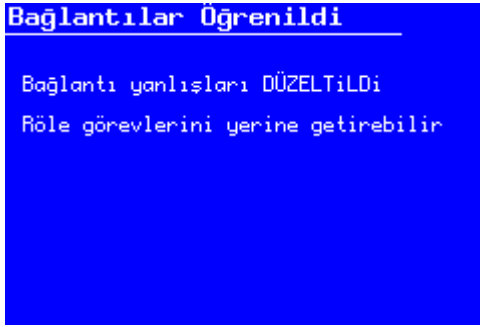 Bağlantılar Öğrenildi
Bağlantı yanlışları DÜZELTiLDi
Röle görevlerini yerine getirebilir